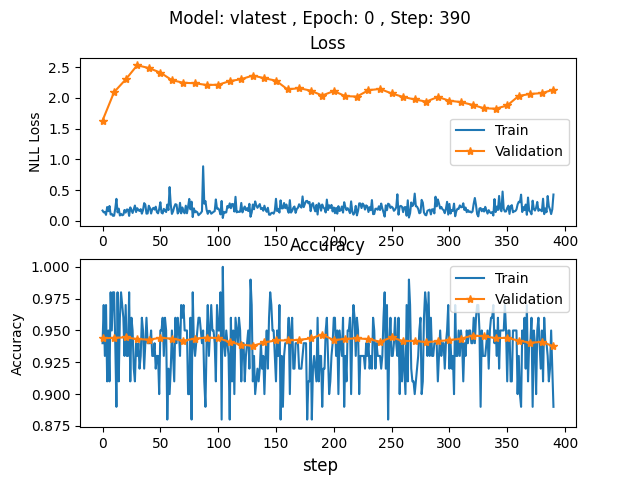 Model: vlatest , Epoch: 0 , Step: 390
Loss
2.5
2.0
1.5
1.0
0.5
0.0
NLL Loss
Train
Validation
0 50 100 150 200 250 300 350 400
Accuracy
1.000
0.975
0.950
0.925
0.900
0.875
Accuracy
Train
Validation
0 50 100 150 200 250 300 350 400
step